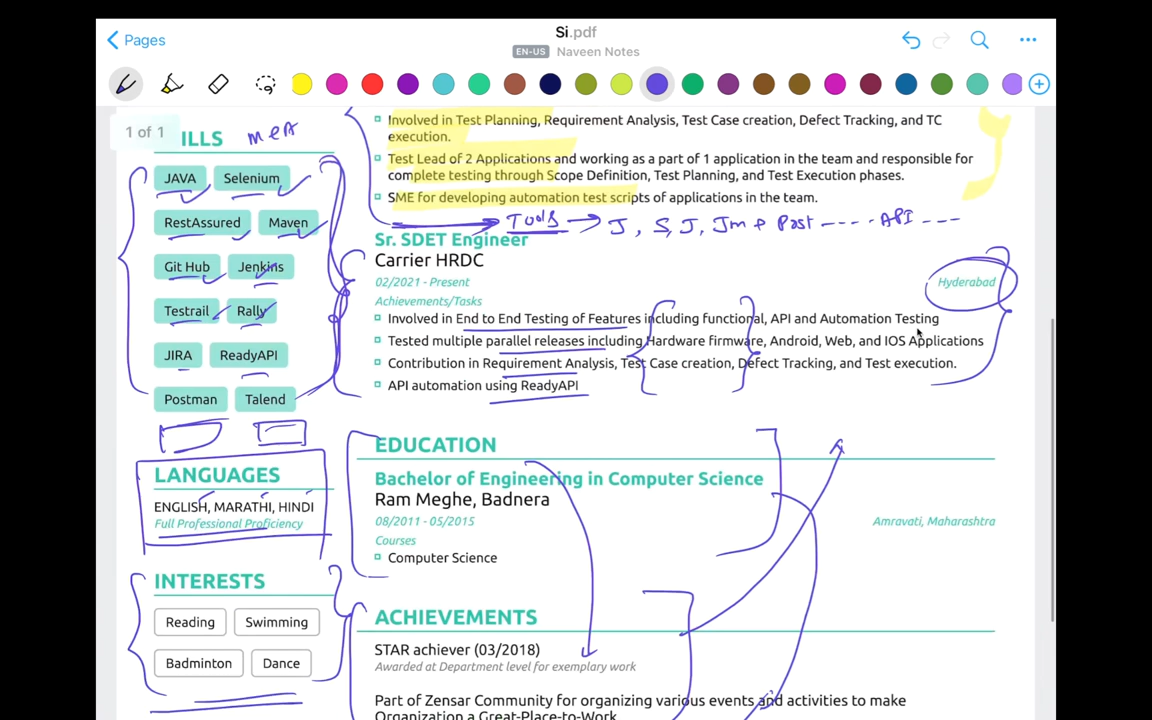 Pages
Si.pdf
EN-US Naveen Notes
1 of 1
ILLS
JAVA Selenium
RestAssured Maven
Git Hub Jenkins
Testrail Rally
JIRA ReadyAPI
Postman Talend
LANGUAGES
ENGLISH, MARATHI, HINDI
Full Professional Proficiency
INTERESTS
Reading Swimming
Badminton Dance
Involved in Test Planning, Requirement Analysis, Test Case creation, Defect Tracking, and TC
execution.
Test Lead of 2 Applications and working as a part of 1 application in the team and responsible for
complete testing through Scope Definition, Test Planning, and Test Execution phases.
SME for developing automation test scripts of applications in the team.
Tools → J, S, J, Jm + Post ---- API ---
Sr. SDET Engineer
Carrier HRDC
02/2021 - Present Hyderabad
Achievements/Tasks
Involved in End to End Testing of Features including functional, API and Automation Testing
Tested multiple parallel releases including Hardware firmware, Android, Web, and IOS Applications
Contribution in Requirement Analysis, Test Case creation, Defect Tracking, and Test execution.
API automation using ReadyAPI
EDUCATION
Bachelor of Engineering in Computer Science
Ram Meghe, Badnera
08/2011 - 05/2015 Amravati, Maharashtra
Courses
Computer Science
ACHIEVEMENTS
STAR achiever (03/2018)
Awarded at Department level for exemplary work
Part of Zensar Community for organizing various events and activities to make
Organization a Great-Place-to-Work